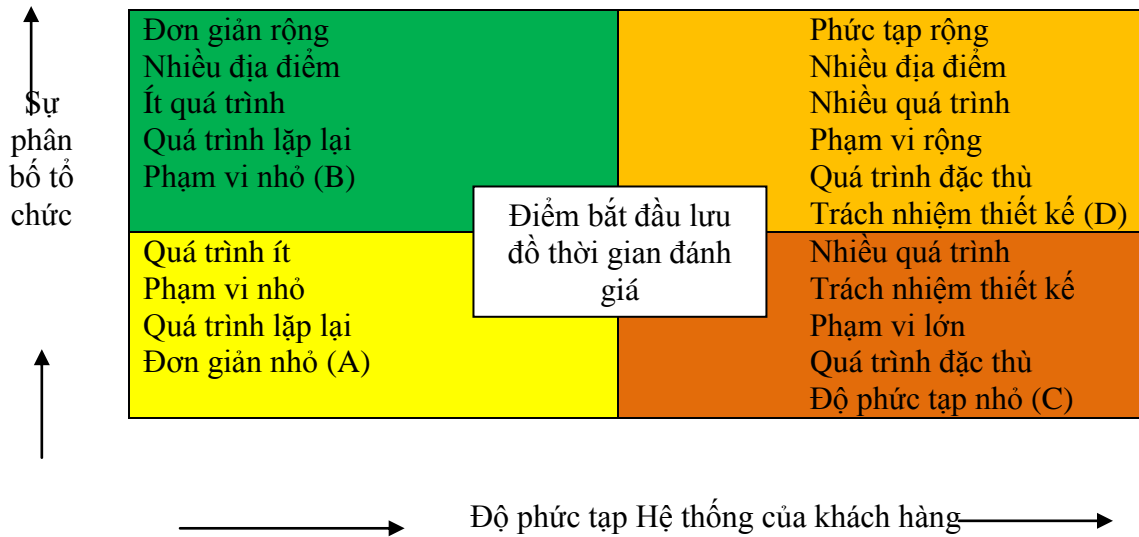 Sự
phân
bố tổ
chức
Đơn giản rộng
Nhiều địa điểm
Ít quá trình
Quá trình lặp lại
Phạm vi nhỏ (B)
Phức tạp rộng
Nhiều địa điểm
Nhiều quá trình
Phạm vi rộng
Quá trình đặc thù
Trách nhiệm thiết kế (D)
Điểm bắt đầu lưu
đồ thời gian đánh
giá
Quá trình ít
Phạm vi nhỏ
Quá trình lặp lại
Đơn giản nhỏ (A)
Nhiều quá trình
Trách nhiệm thiết kế
Phạm vi lớn
Quá trình đặc thù
Độ phức tạp nhỏ (C)
Độ phức tạp Hệ thống của khách hàng